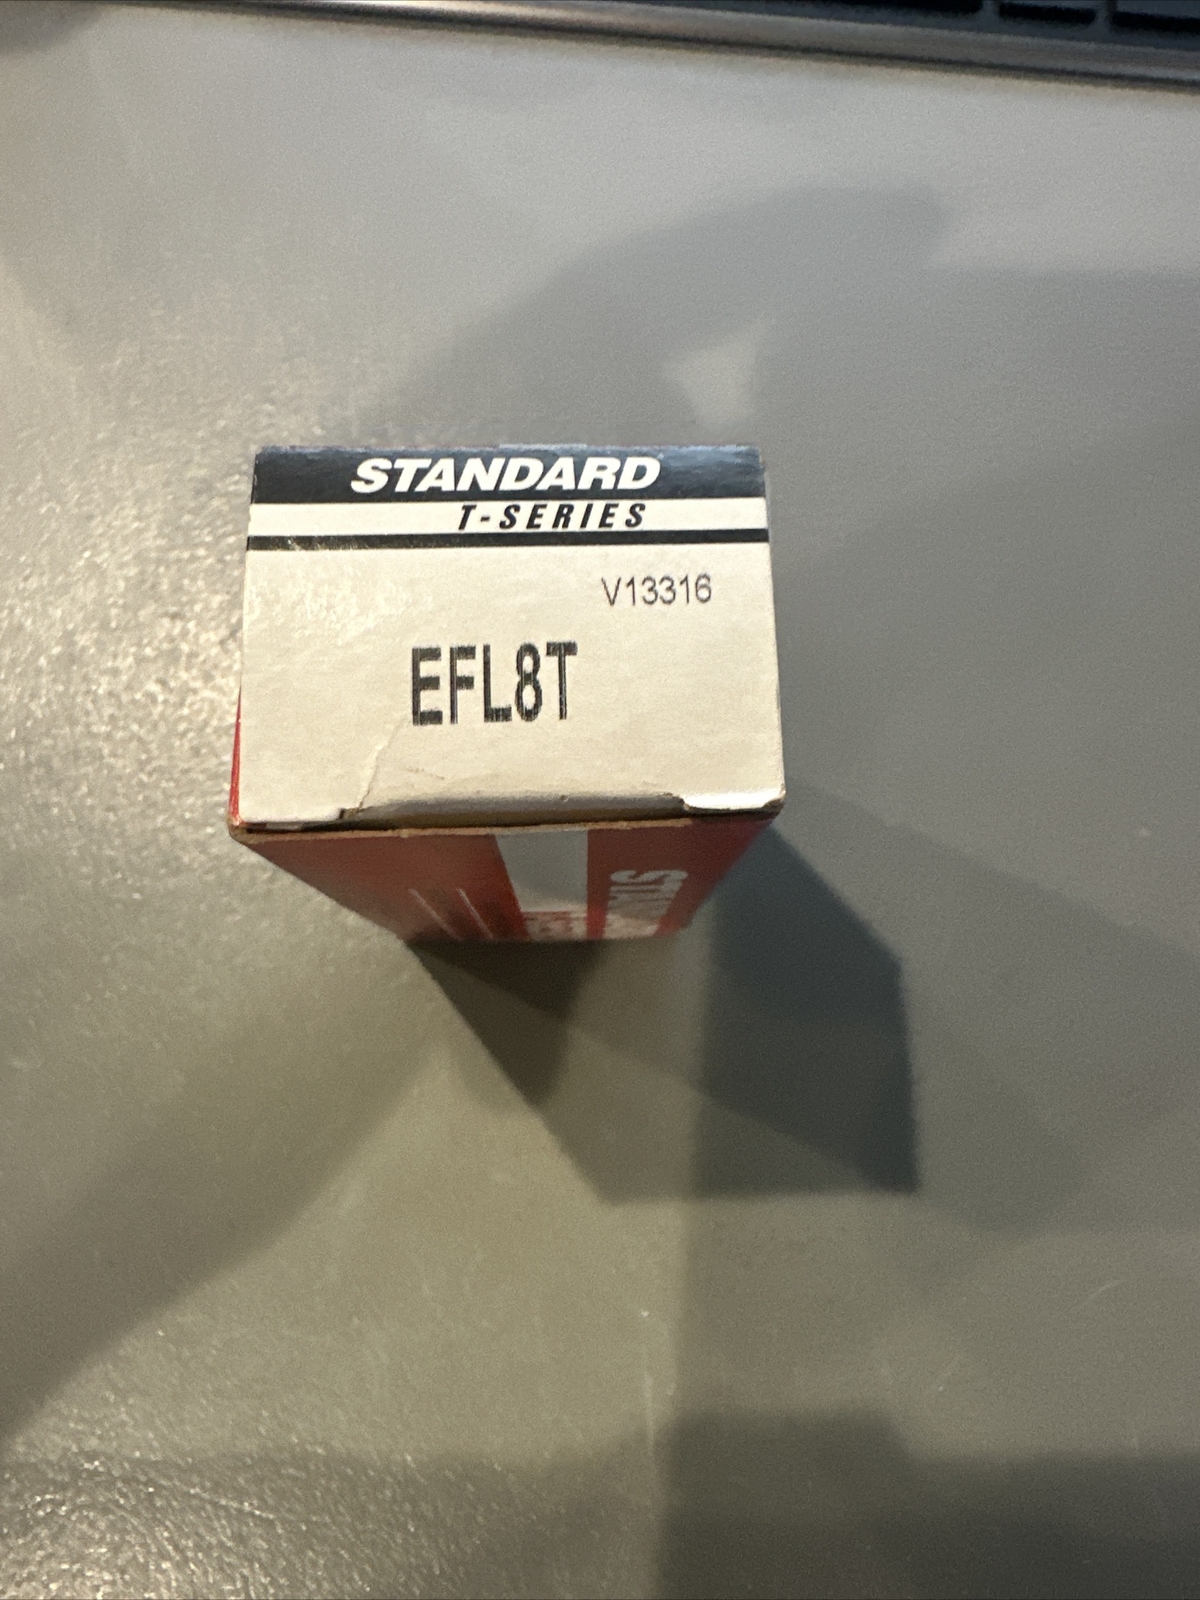 STANDARD
T-SERIES
V13316
EFL8T